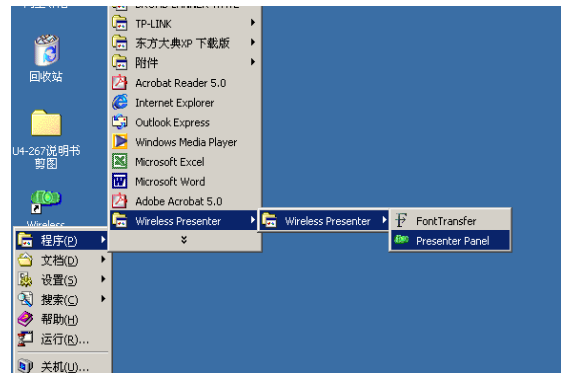 回收站
U4-267说明书
剪图
Wireless
程序(P)
文档(D)
设置(S)
搜索(C)
帮助(H)
运行(R)...
关机(U)...
TP-LINK
东方大典XP 下载版
附件
Acrobat Reader 5.0
Internet Explorer
Outlook Express
Windows Media Player
Microsoft Excel
Microsoft Word
Adobe Acrobat 5.0
Wireless Presenter
Wireless Presenter
FontTransfer
Presenter Panel